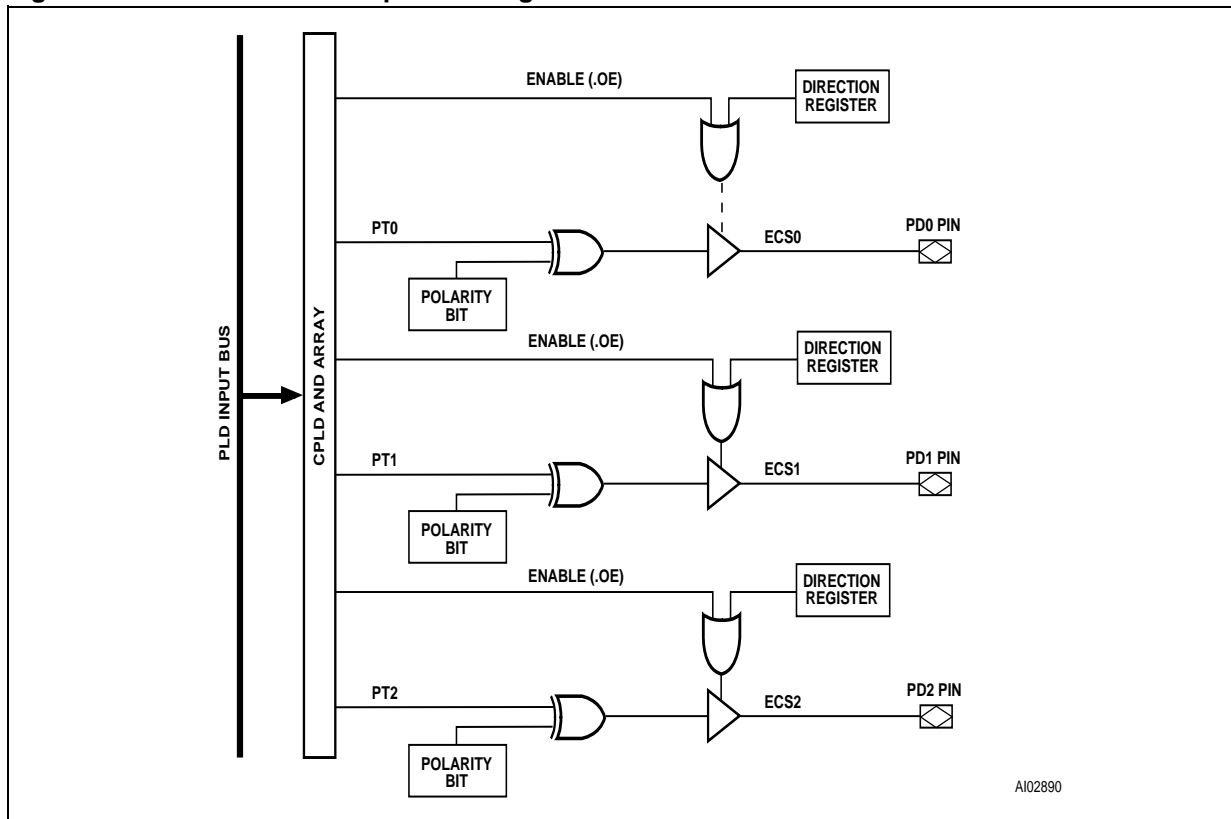 ENABLE (.OE)
DIRECTION
REGISTER
PT0
ECS0
PD0 PIN
POLARITY
BIT
ENABLE (.OE)
DIRECTION
REGISTER
PLD INPUT BUS
CPLD AND ARRAY
PT1
ECS1
PD1 PIN
POLARITY
BIT
ENABLE (.OE)
DIRECTION
REGISTER
PT2
ECS2
PD2 PIN
POLARITY
BIT
AI02890